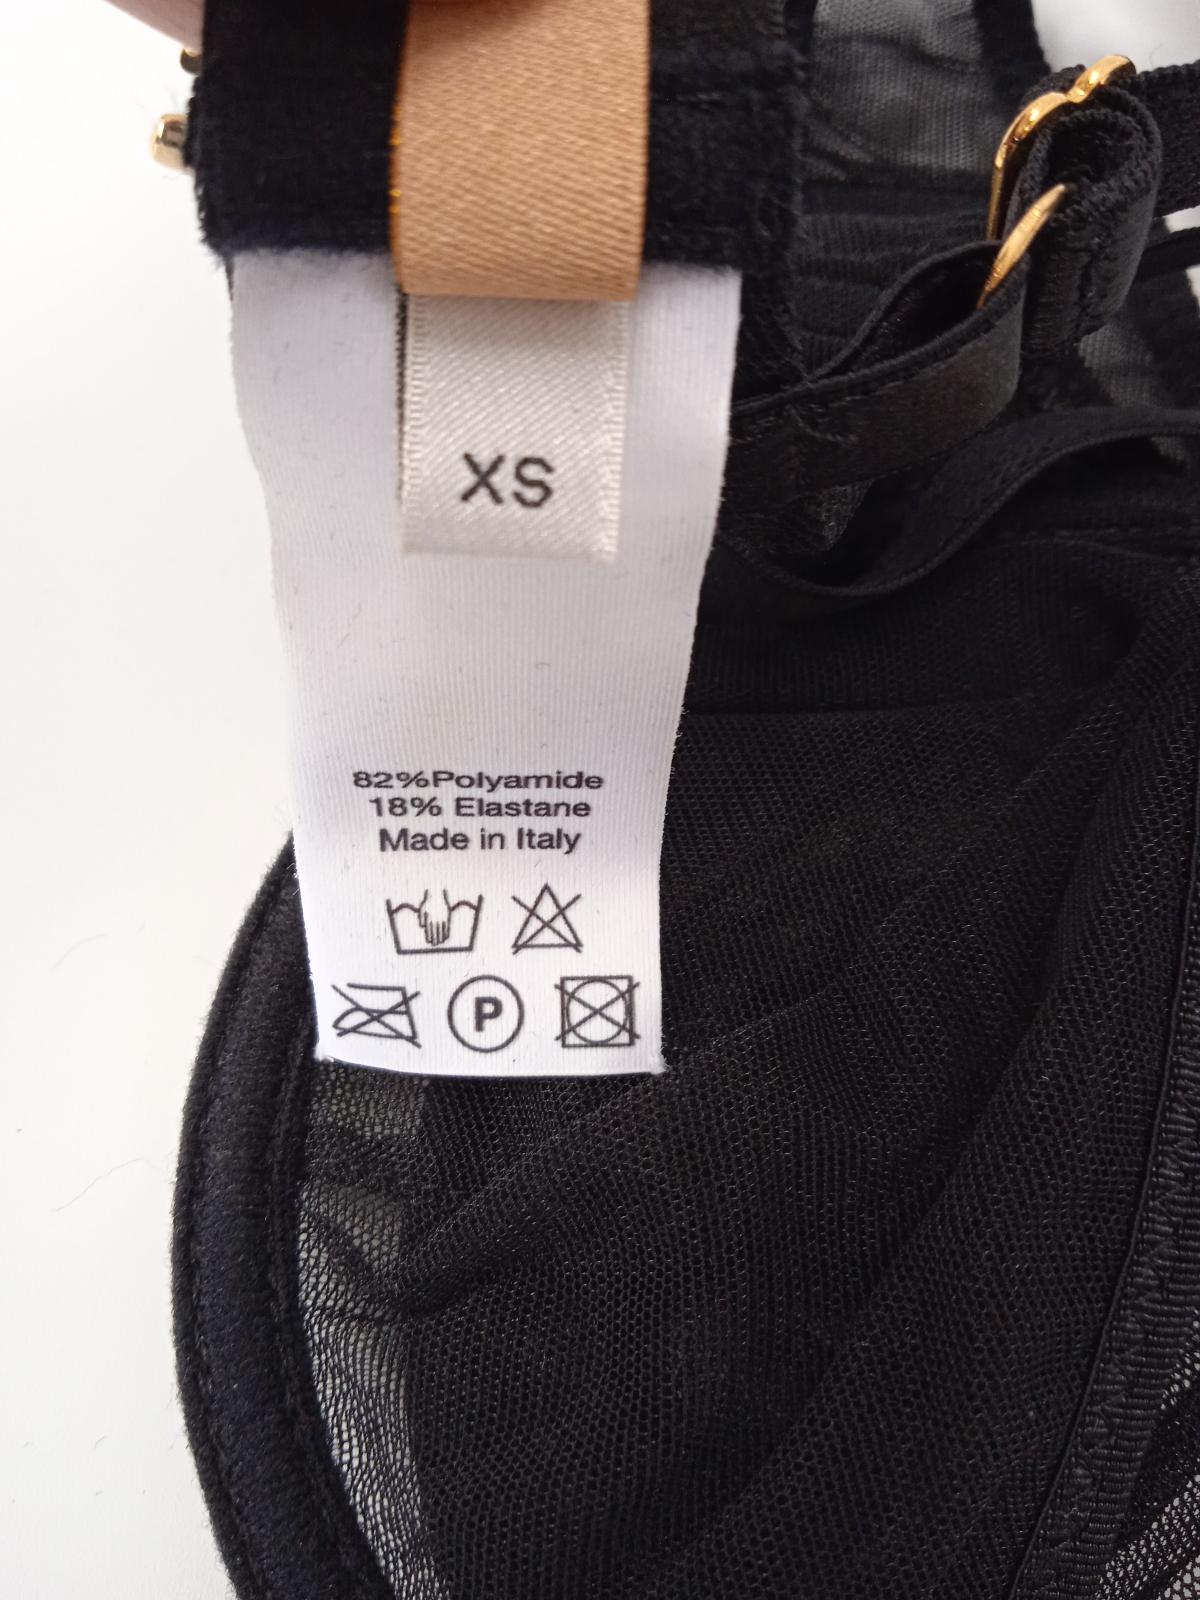 XS
82%Polyamide
18% Elastane
Made in Italy
P